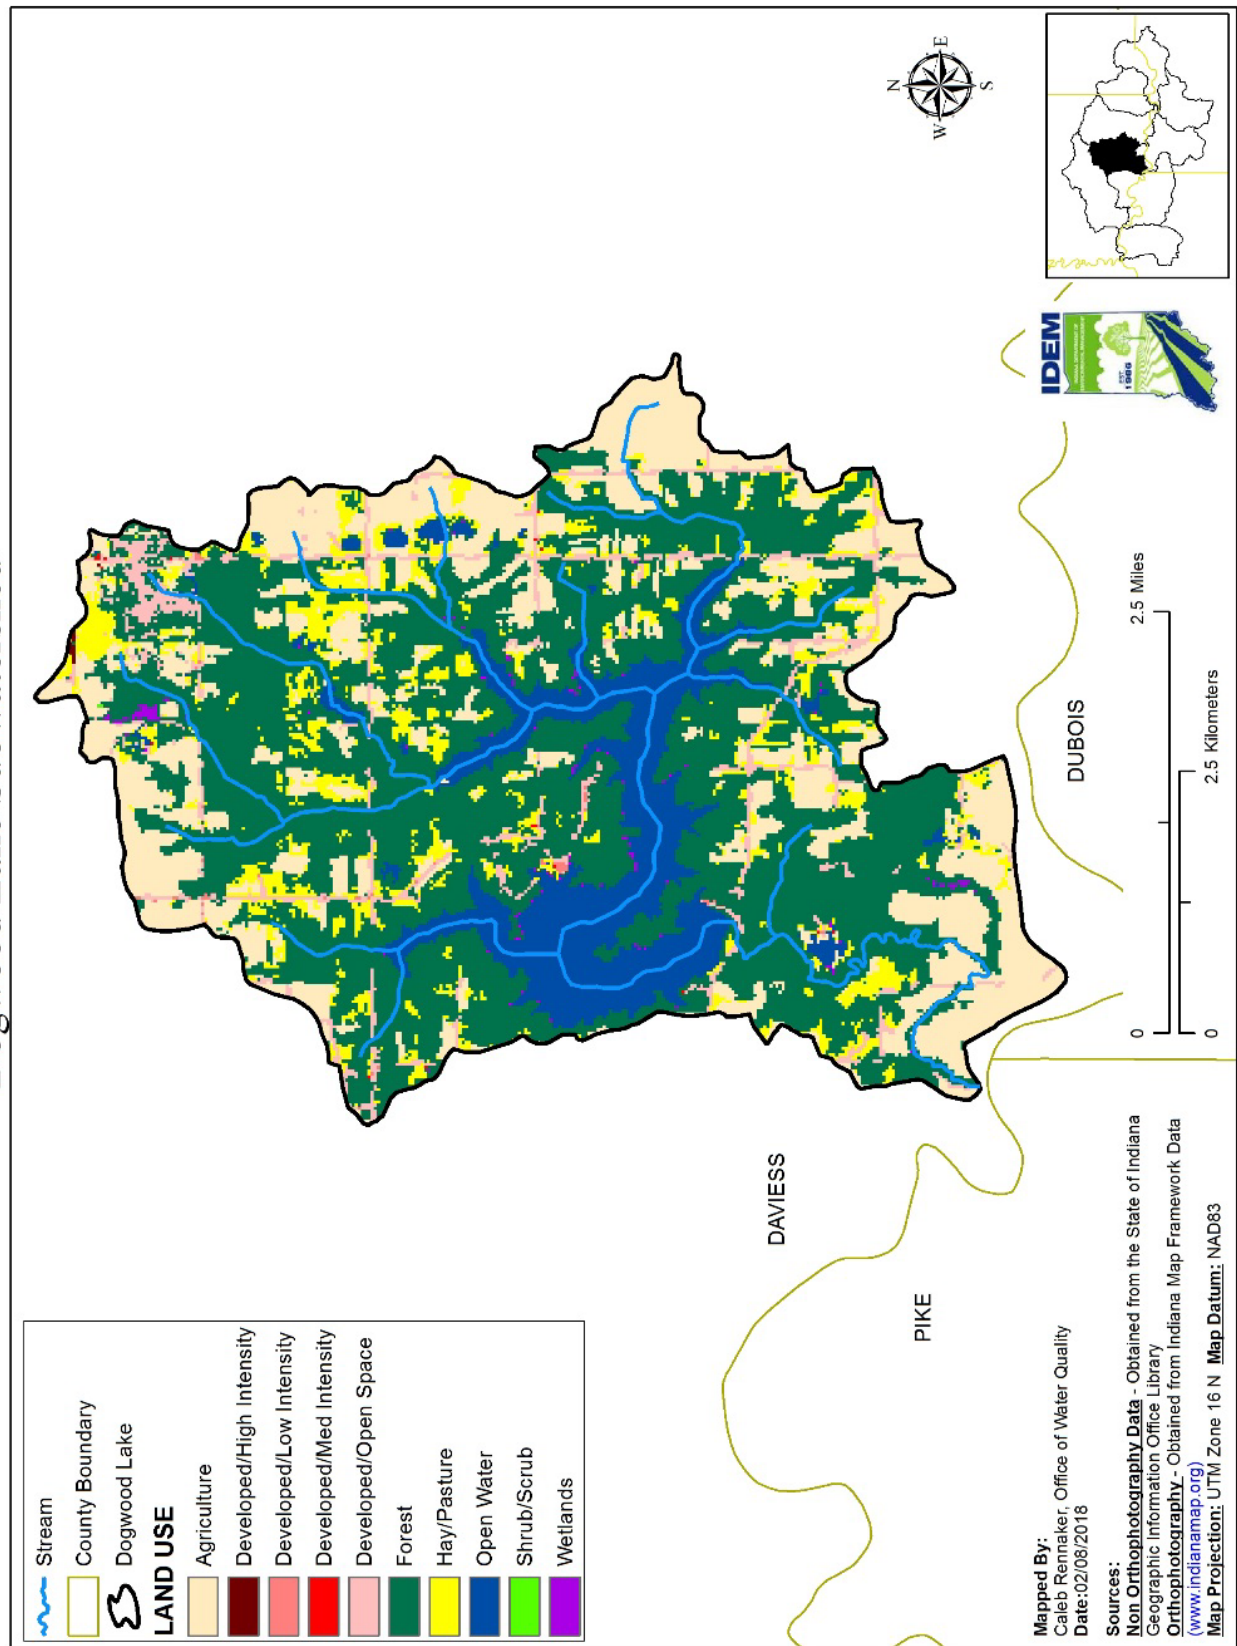 Stream
County Boundary
Dogwood Lake
LAND USE
Agriculture
Developed/High Intensity
Developed/Low Intensity
Developed/Med Intensity
Developed/Open Space
Forest
Hay/Pasture
Open Water
Shrub/Scrub
Wetlands
N
E
S
W
DAVIESS
PIKE
DUBOIS
0
2.5 Miles
0
2.5 Kilometers
IDEM
EST
1986
Mapped By:
Caleb Rennaker, Office of Water Quality
Date:02/08/2018
Sources:
Non Orthophotography Data - Obtained from the State of Indiana
Geographic Information Office Library
Orthophotography - Obtained from Indiana Map Framework Data
(www.indianamap.org)
Map Projection: UTM Zone 16 N Map Datum: NAD83